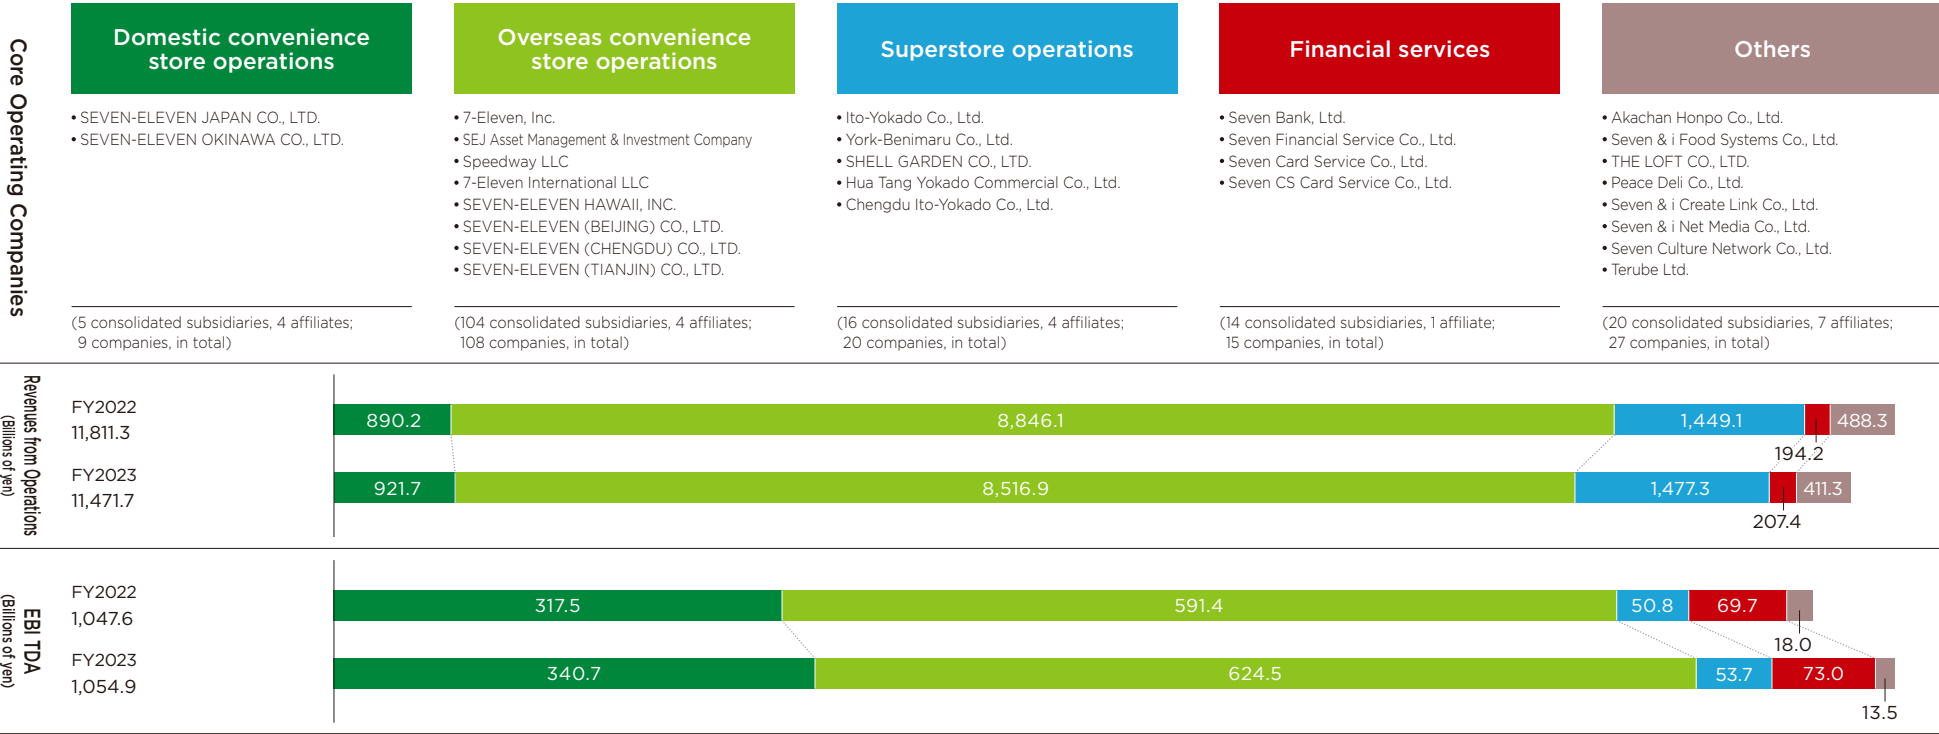 Core Operating Companies
Domestic convenience
store operations
• SEVEN-ELEVEN JAPAN CO., LTD.
• SEVEN-ELEVEN OKINAWA CO., LTD.
(5 consolidated subsidiaries, 4 affiliates;
9 companies, in total)
Overseas convenience
store operations
• 7-Eleven, Inc.
• SEJ Asset Management & Investment Company
• Speedway LLC
• 7-Eleven International LLC
• SEVEN-ELEVEN HAWAII, INC.
• SEVEN-ELEVEN (BEIJING) CO., LTD.
• SEVEN-ELEVEN (CHENGDU) CO., LTD.
• SEVEN-ELEVEN (TIANJIN) CO., LTD.
(104 consolidated subsidiaries, 4 affiliates;
108 companies, in total)
Superstore operations
• Ito-Yokado Co., Ltd.
• York-Benimaru Co., Ltd.
• SHELL GARDEN CO., LTD.
• Hua Tang Yokado Commercial Co., Ltd.
• Chengdu Ito-Yokado Co., Ltd.
(16 consolidated subsidiaries, 4 affiliates;
20 companies, in total)
Financial services
• Seven Bank, Ltd.
• Seven Financial Service Co., Ltd.
• Seven Card Service Co., Ltd.
• Seven CS Card Service Co., Ltd.
(14 consolidated subsidiaries, 1 affiliate;
15 companies, in total)
Others
• Akachan Honpo Co., Ltd.
• Seven & i Food Systems Co., Ltd.
• THE LOFT CO., LTD.
• Peace Deli Co., Ltd.
• Seven & i Create Link Co., Ltd.
• Seven & i Net Media Co., Ltd.
• Seven Culture Network Co., Ltd.
• Terube Ltd.
(20 consolidated subsidiaries, 7 affiliates;
27 companies, in total)
Revenues from Operations
(Billions of yen)
FY2022
11,811.3
890.2
8,846.1
1,449.1
194.2
488.3
FY2023
11,471.7
921.7
8,516.9
1,477.3
207.4
411.3
EBITDA
(Billions of yen)
FY2022
1,047.6
317.5
591.4
50.8
69.7
18.0
FY2023
1,054.9
340.7
624.5
53.7
73.0
13.5